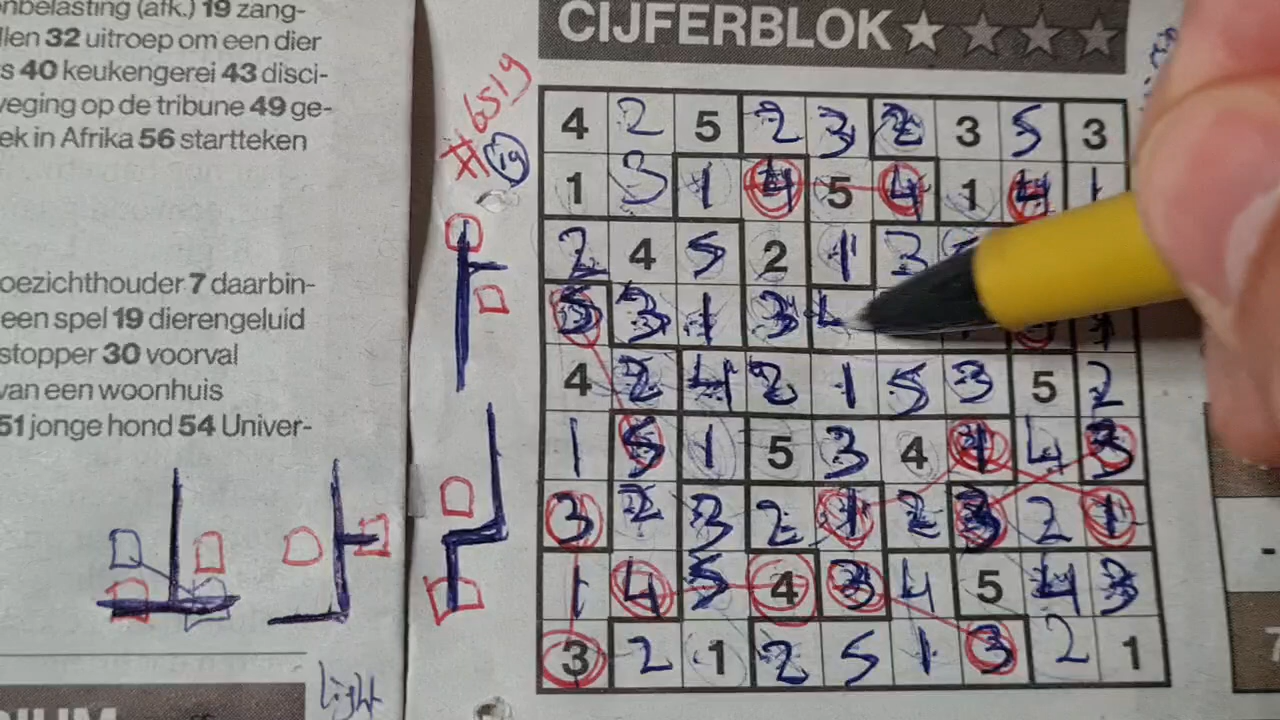 nbelasting (afk.) 19 zang-
llen 32 uitroep om een dier
s 40 keukengerei 43 disci-
weging op de tribune 49 ge-
ek in Afrika 56 startteken
oezichthouder 7 daarbin-
een spel 19 dierengeluid
stopper 30 voorval
van een woonhuis
51 jonge hond 54 Univer-
light
#6519
19
CIJFERBLOK
4 2 5 2 3 2 3 5 3
1 3 1 4 5 4 1 4 1
2 4 5 2 1 3
5 3 1 3 4
4 2 4 2 1 5 3 5 2
1 5 1 5 3 4 1 4 3
3 2 3 2 1 2 3 2 1
1 4 5 4 3 4 5 4 3
3 2 1 2 5 1 3 2 1